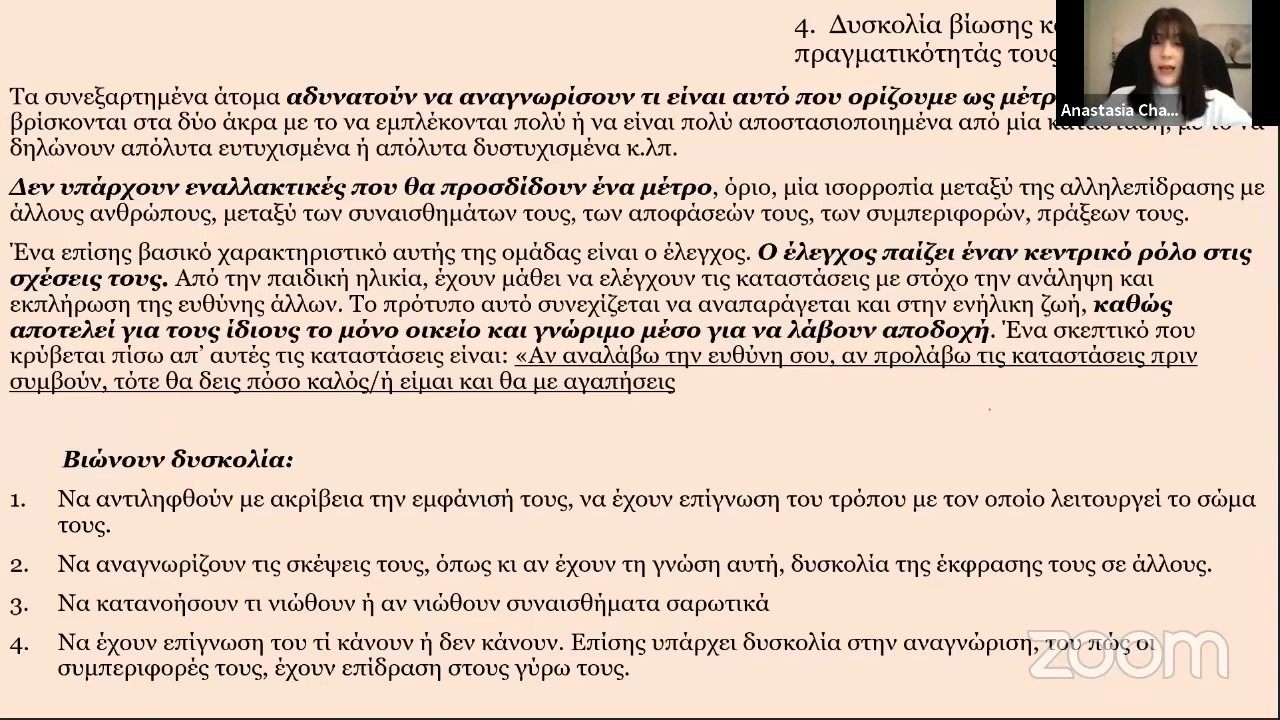 4. Δυσκολία βίωσης
πραγματικότητάς τους
Anastasia Cha...
Τα συνεξαρτημένα άτομα αδυνατούν να αναγνωρίσουν τι είναι αυτό που ορίζουμε ως
βρίσκονται στα δύο άκρα με το να εμπλέκονται πολύ ή να είναι πολύ αποστασιοποιημένα από μία κατάσταση, με το να
δηλώνουν απόλυτα ευτυχισμένα ή απόλυτα δυστυχισμένα κ.λπ.
Δεν υπάρχουν εναλλακτικές που θα προσδίδουν ένα μέτρο, όριο, μία ισορροπία μεταξύ της αλληλεπίδρασης με
άλλους ανθρώπους, μεταξύ των συναισθημάτων τους, των αποφάσεών τους, των συμπεριφορών, πράξεων τους.
Ένα επίσης βασικό χαρακτηριστικό αυτής της ομάδας είναι ο έλεγχος. Ο έλεγχος παίζει έναν κεντρικό ρόλο στις
σχέσεις τους. Από την παιδική ηλικία, έχουν μάθει να ελέγχουν τις καταστάσεις με στόχο την ανάληψη και
εκπλήρωση της ευθύνης άλλων. Το πρότυπο αυτό συνεχίζεται να αναπαράγεται και στην ενήλικη ζωή, καθώς
αποτελεί για τους ίδιους το μόνο οικείο και γνώριμο μέσο για να λάβουν αποδοχή. Ένα σκεπτικό που
κρύβεται πίσω απ' αυτές τις καταστάσεις είναι: «Αν αναλάβω την ευθύνη σου, αν προλάβω τις καταστάσεις πριν
συμβούν, τότε θα δεις πόσο καλός/ή είμαι και θα με αγαπήσεις
Βιώνουν δυσκολία:
1. Να αντιληφθούν με ακρίβεια την εμφάνισή τους, να έχουν επίγνωση του τρόπου με τον οποίο λειτουργεί το σώμα
τους.
2. Να αναγνωρίζουν τις σκέψεις τους, όπως κι αν έχουν τη γνώση αυτή, δυσκολία της έκφρασης τους σε άλλους.
3. Να κατανοήσουν τι νιώθουν ή αν νιώθουν συναισθήματα σαρωτικά
4. Να έχουν επίγνωση του τί κάνουν ή δεν κάνουν. Επίσης υπάρχει δυσκολία στην αναγνώριση, του πώς οι
συμπεριφορές τους, έχουν επίδραση στους γύρω τους.
zoom